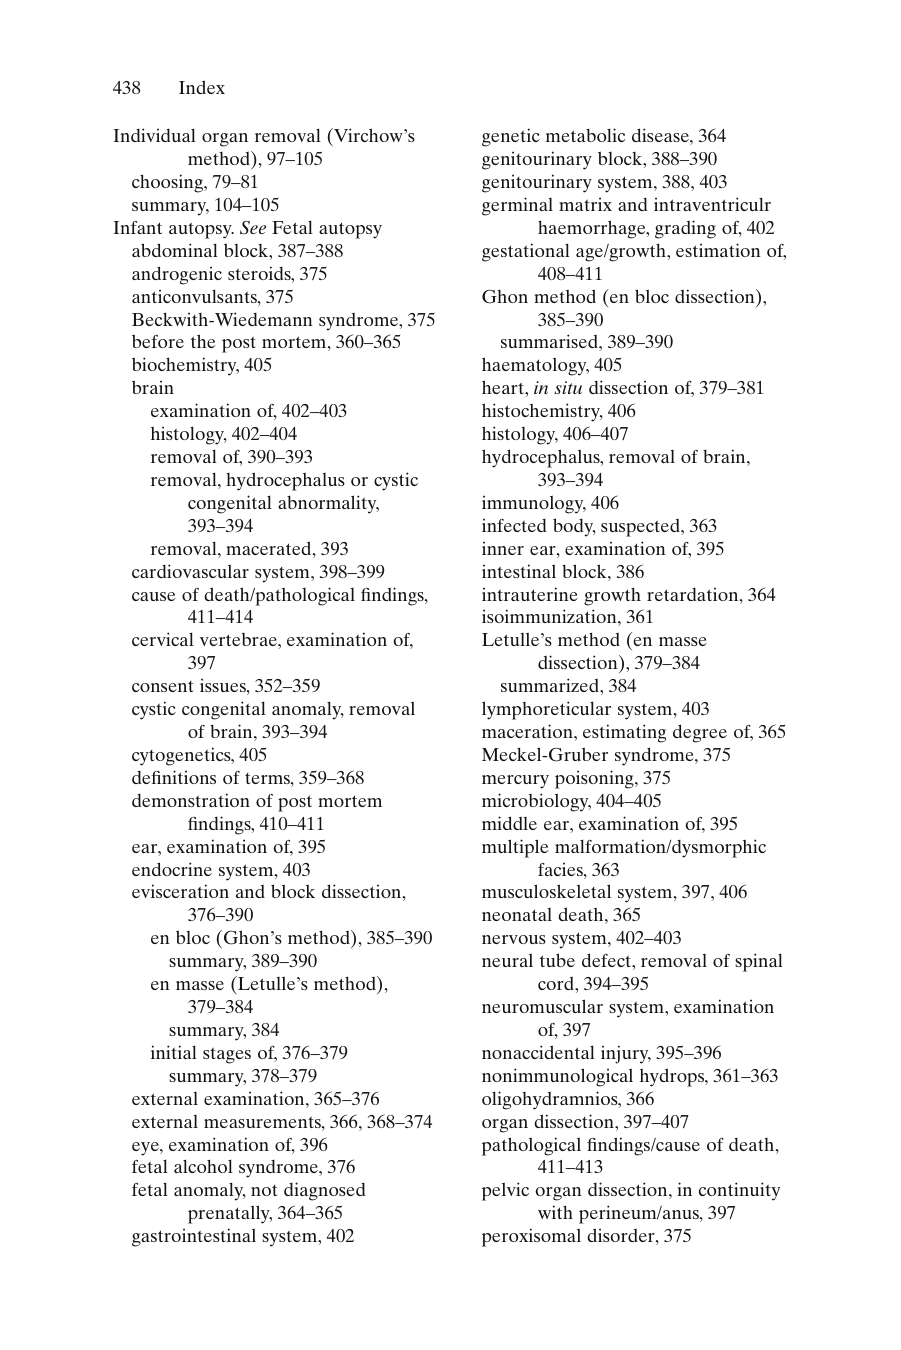 438 Index
Individual organ removal (Virchow's
method), 97–105
choosing, 79–81
summary, 104–105
Infant autopsy. See Fetal autopsy
abdominal block, 387–388
androgenic steroids, 375
anticonvulsants, 375
Beckwith-Wiedemann syndrome, 375
before the post mortem, 360–365
biochemistry, 405
brain
examination of, 402–403
histology, 402–404
removal of, 390–393
removal, hydrocephalus or cystic
congenital abnormality,
393–394
removal, macerated, 393
cardiovascular system, 398–399
cause of death/pathological findings,
411–414
cervical vertebrae, examination of,
397
consent issues, 352–359
cystic congenital anomaly, removal
of brain, 393–394
cytogenetics, 405
definitions of terms, 359–368
demonstration of post mortem
findings, 410–411
ear, examination of, 395
endocrine system, 403
evisceration and block dissection,
376–390
en bloc (Ghon's method), 385–390
summary, 389–390
en masse (Letulle's method),
379–384
summary, 384
initial stages of, 376–379
summary, 378–379
external examination, 365–376
external measurements, 366, 368–374
eye, examination of, 396
fetal alcohol syndrome, 376
fetal anomaly, not diagnosed
prenatally, 364–365
gastrointestinal system, 402
genetic metabolic disease, 364
genitourinary block, 388–390
genitourinary system, 388, 403
germinal matrix and intraventriculr
haemorrhage, grading of, 402
gestational age/growth, estimation of,
408–411
Ghon method (en bloc dissection),
385–390
summarised, 389–390
haematology, 405
heart, in situ dissection of, 379–381
histochemistry, 406
histology, 406–407
hydrocephalus, removal of brain,
393–394
immunology, 406
infected body, suspected, 363
inner ear, examination of, 395
intestinal block, 386
intrauterine growth retardation, 364
isoimmunization, 361
Letulle's method (en masse
dissection), 379–384
summarized, 384
lymphoreticular system, 403
maceration, estimating degree of, 365
Meckel-Gruber syndrome, 375
mercury poisoning, 375
microbiology, 404–405
middle ear, examination of, 395
multiple malformation/dysmorphic
facies, 363
musculoskeletal system, 397, 406
neonatal death, 365
nervous system, 402–403
neural tube defect, removal of spinal
cord, 394–395
neuromuscular system, examination
of, 397
nonaccidental injury, 395–396
nonimmunological hydrops, 361–363
oligohydramnios, 366
organ dissection, 397–407
pathological findings/cause of death,
411–413
pelvic organ dissection, in continuity
with perineum/anus, 397
peroxisomal disorder, 375